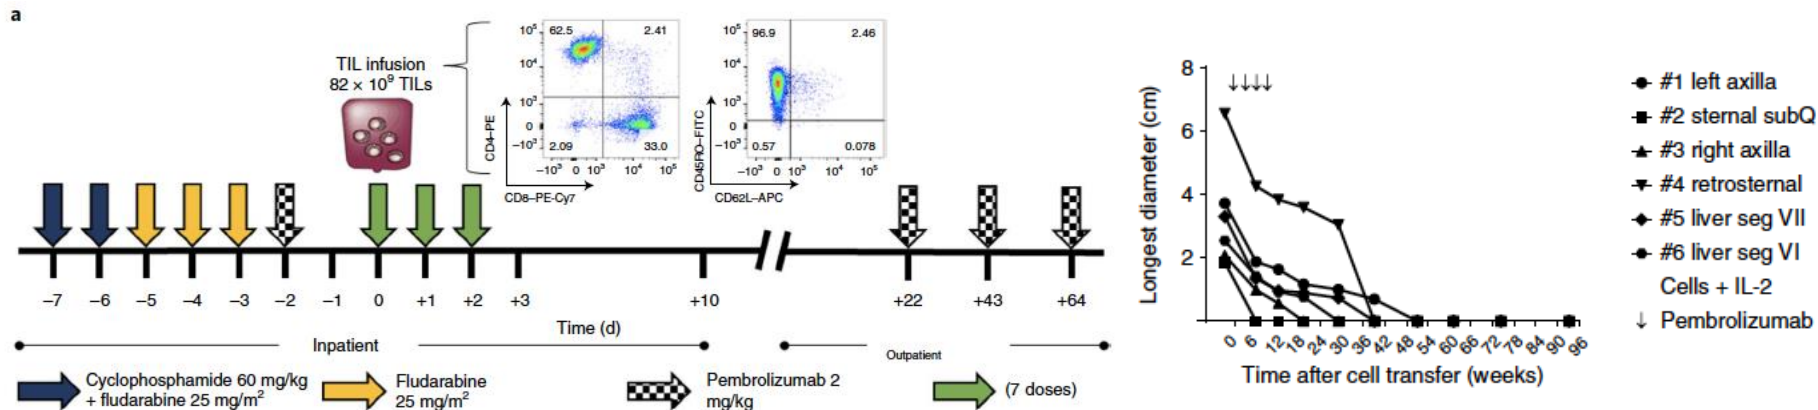 a
TIL infusion
82 × 10⁹ TILs
10⁵
10⁴
10³
0
−10³
62.5
2.41
2.09
33.0
−10³
0
10³
10⁴
10⁵
CD4–PE
CD8–PE-Cy7
10⁵
10⁴
10³
0
−10³
96.9
2.46
0.57
0.078
−10³
0
10³
10⁴
10⁵
CD45RO–FITC
CD62L–APC
−7
−6
−5
−4
−3
−2
−1
0
+1
+2
+3
+10
+22
+43
+64
Time (d)
Inpatient
Outpatient
Cyclophosphamide 60 mg/kg
+ fludarabine 25 mg/m²
Fludarabine
25 mg/m²
Pembrolizumab 2
mg/kg
(7 doses)
Longest diameter (cm)
8
6
4
2
↓↓↓↓
0 6 12 18 24 30 36 42 48 54 60 66 72 78 84 90 96
Time after cell transfer (weeks)
#1 left axilla
#2 sternal subQ
#3 right axilla
#4 retrosternal
#5 liver seg VII
#6 liver seg VI
Cells + IL-2
↓ Pembrolizumab